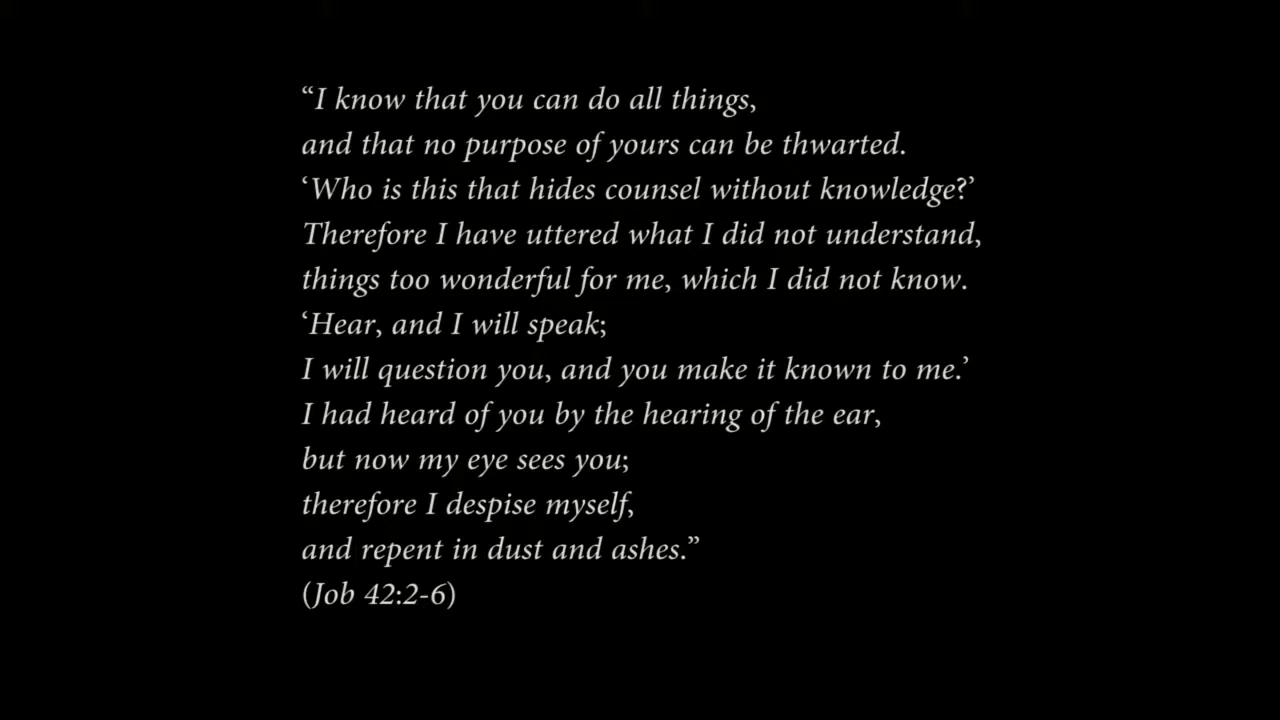 “I know that you can do all things,
and that no purpose of yours can be thwarted.
‘Who is this that hides counsel without knowledge?’
Therefore I have uttered what I did not understand,
things too wonderful for me, which I did not know.
‘Hear, and I will speak;
I will question you, and you make it known to me.’
I had heard of you by the hearing of the ear,
but now my eye sees you;
therefore I despise myself,
and repent in dust and ashes.”
(Job 42:2-6)